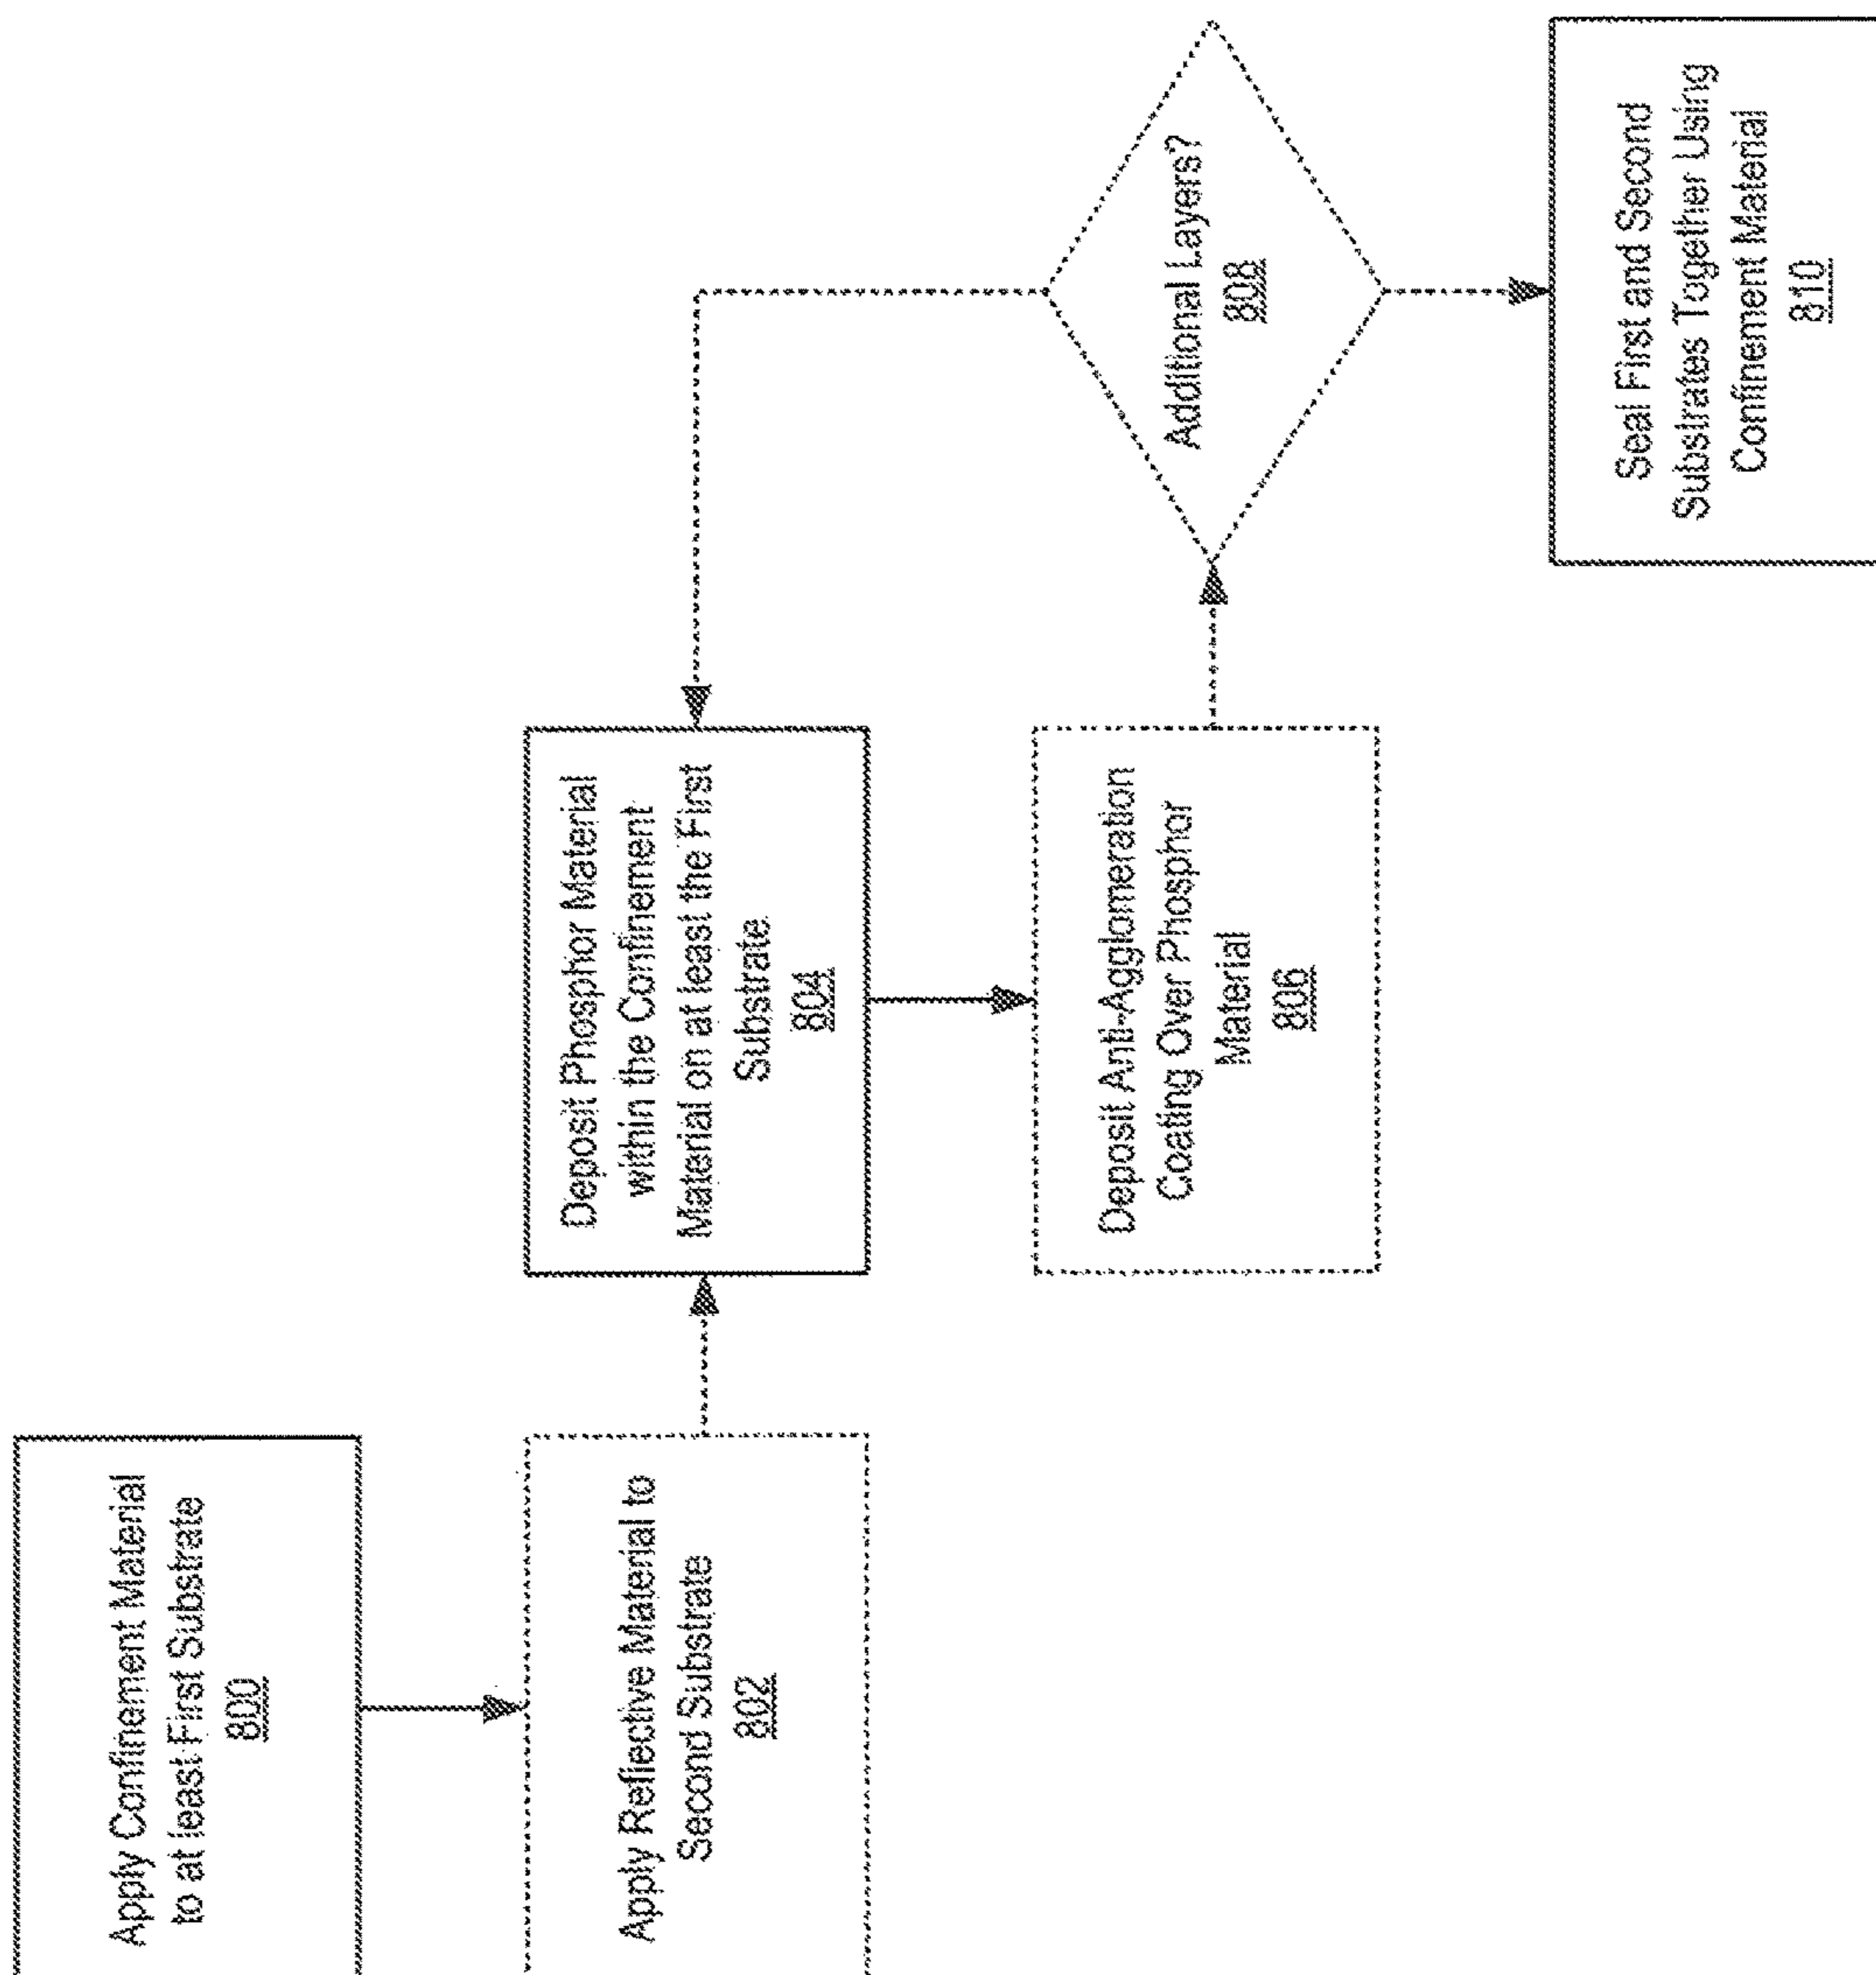 Apply Confinement Material
to at least First Substrate
800
Apply Reflective Material to
Second Substrate
802
Deposit Phosphor Material
within the Confinement
Material on at least the First
Substrate
804
Deposit Anti-Agglomeration
Coating Over Phosphor
Material
806
Additional Layers?
808
Seal First and Second
Substrates Together Using
Confinement Material
810